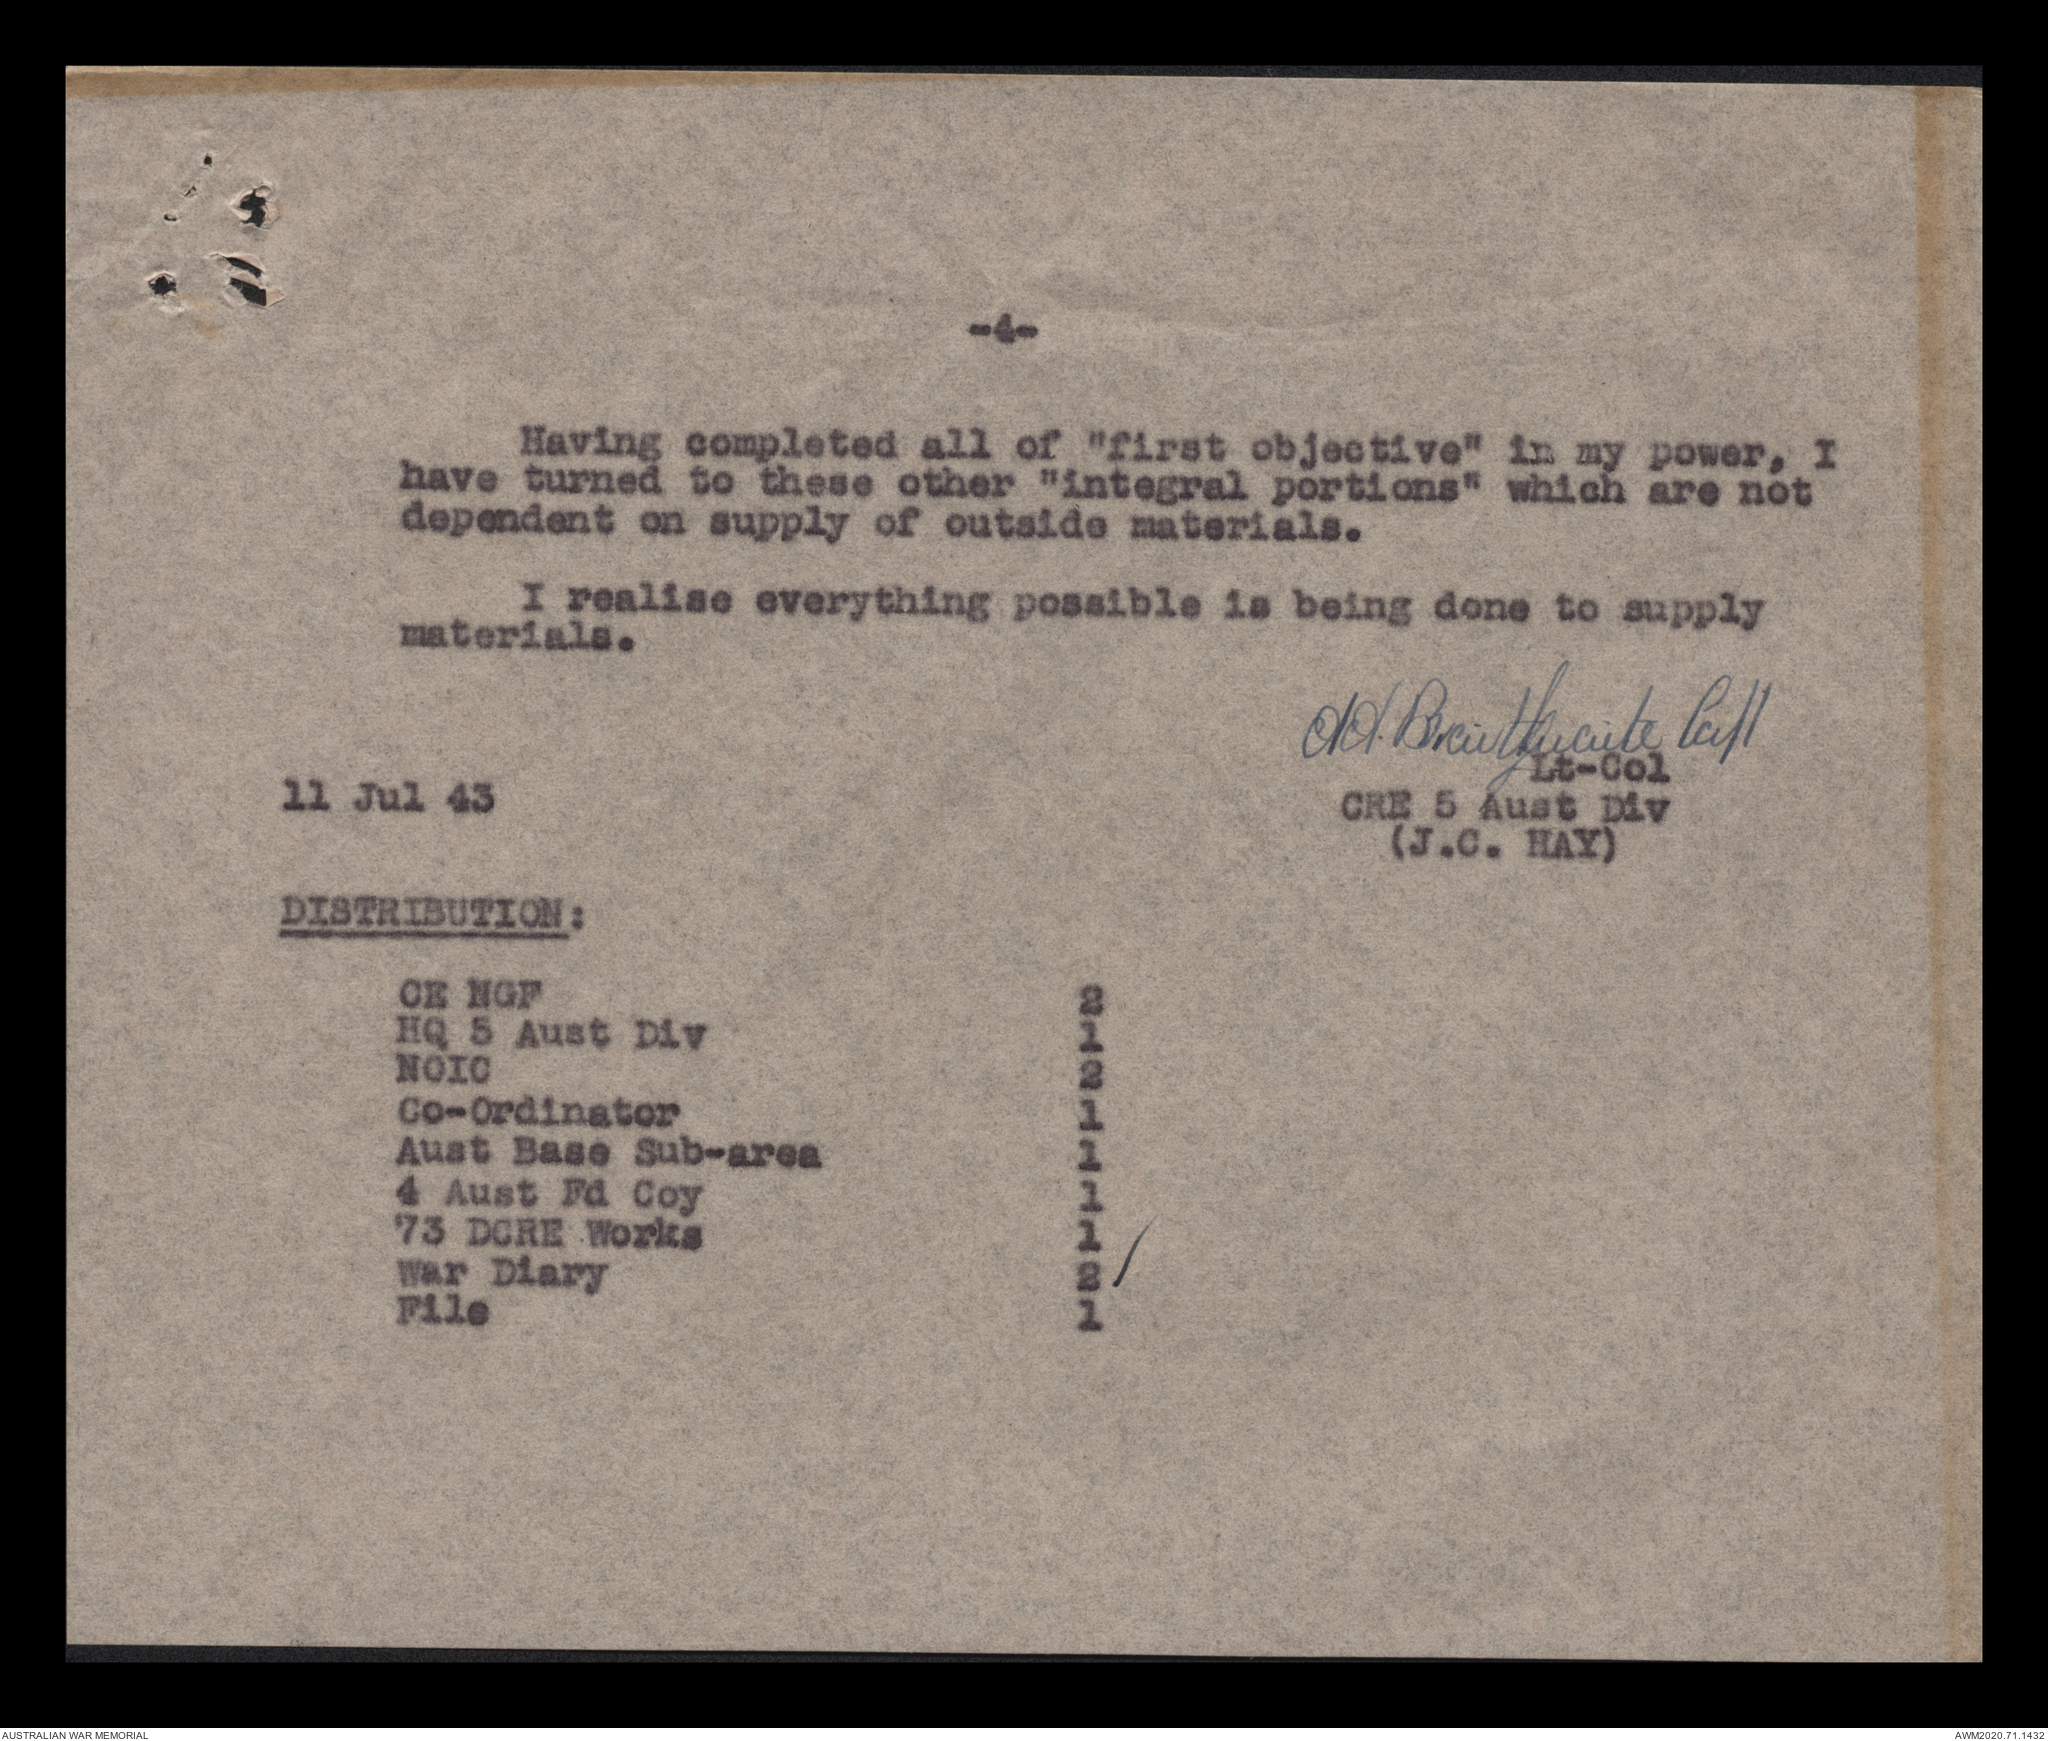 -4-
Having completed all of "first objective" in my power, I
have turned to these other "integral portions" which are not
dependent on supply of outside materials.
I realise everything possible is being done to supply
materials.
Braithwaite Capt
Lt-Col
11 Jul 43
CRE 5 Aust Div
(J.C. HAY)
DISTRIBUTION:
CE NGF 2
HQ 5 Aust Div 1
NOIC 2
Co-Ordinator 1
Aust Base Sub-area 1
4 Aust Fd Coy 1
73 DCRE Works 1
War Diary 2 /
File 1
AUSTRALIAN WAR MEMORIAL
AWM2020.71.1432